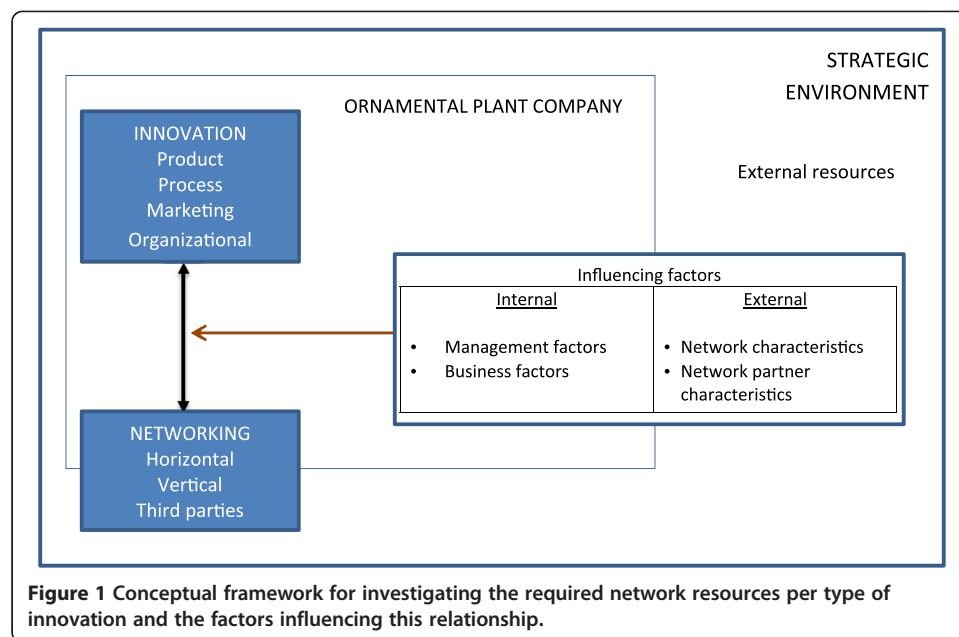 STRATEGIC
ENVIRONMENT
ORNAMENTAL PLANT COMPANY
INNOVATION
Product
Process
Marketing
Organizational
External resources
Influencing factors
Internal
• Management factors
• Business factors
External
• Network characteristics
• Network partner
characteristics
NETWORKING
Horizontal
Vertical
Third parties
Figure 1 Conceptual framework for investigating the required network resources per type of
innovation and the factors influencing this relationship.